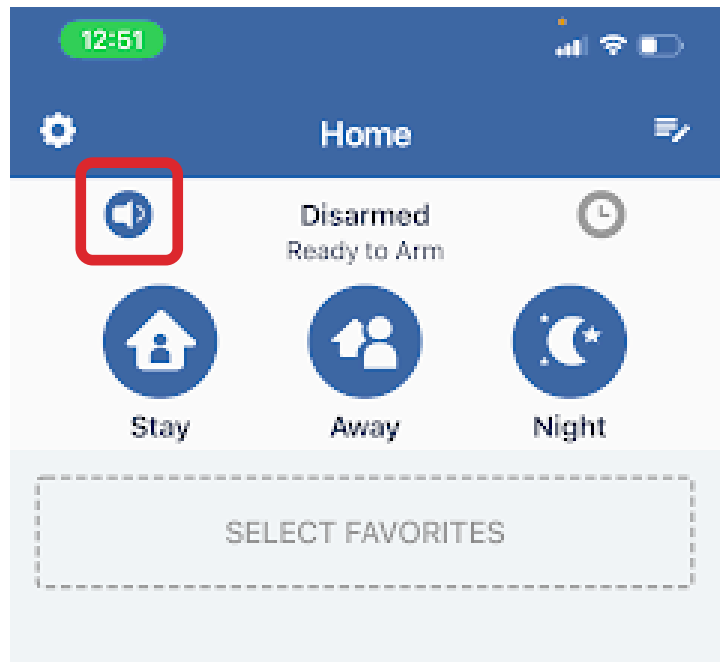 12:51
Home
Disarmed
Ready to Arm
Stay Away Night
SELECT FAVORITES